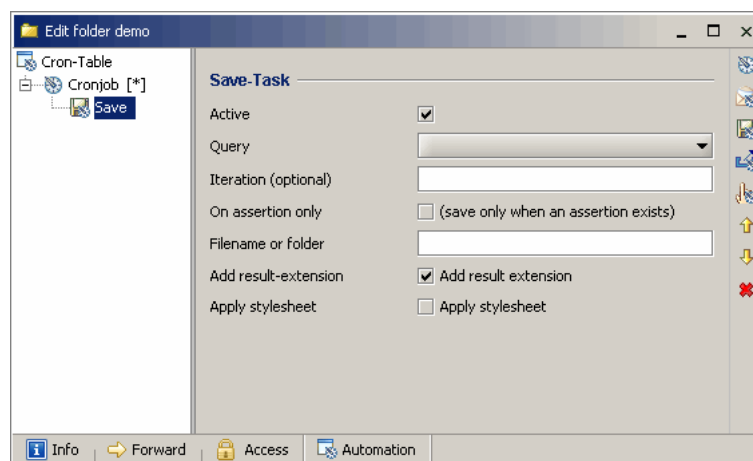 Edit folder demo
Cron-Table
Cronjob [*]
Save
Save-Task
Active
Query
Iteration (optional)
On assertion only (save only when an assertion exists)
Filename or folder
Add result-extension Add result extension
Apply stylesheet Apply stylesheet
Info Forward Access Automation